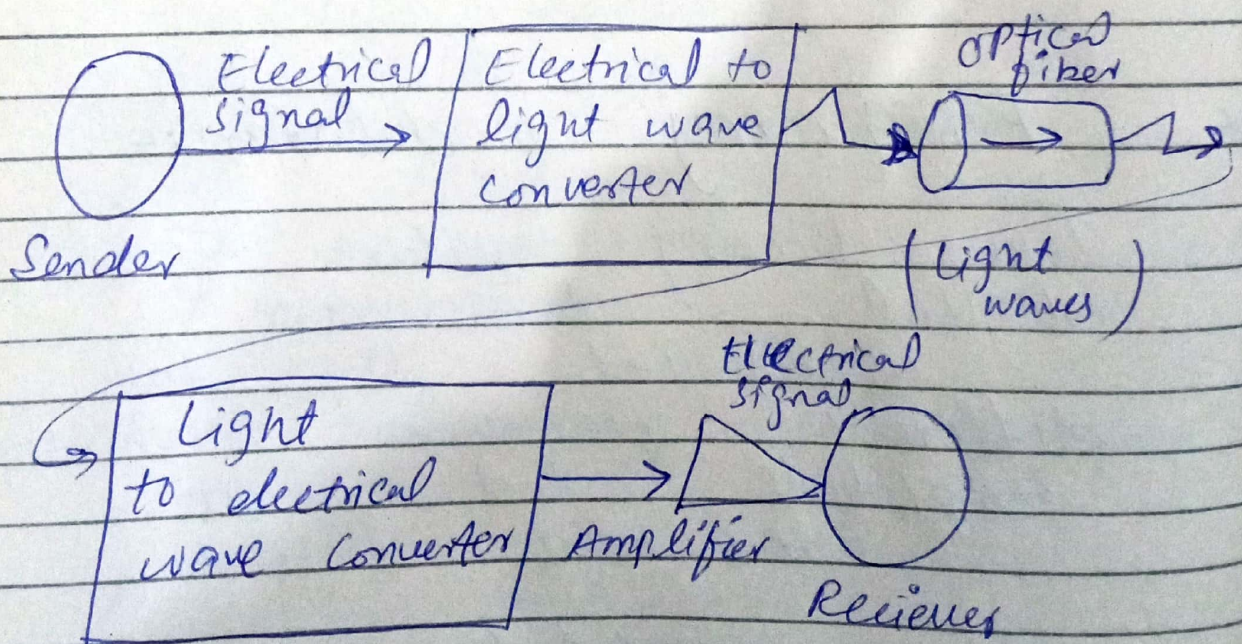 Electrical
signal
Sender
Electrical to
light wave
converter
optical
fiber
(Light
waves)
Light
to electrical
wave converter
Amplifier
Electrical
signal
Reciever